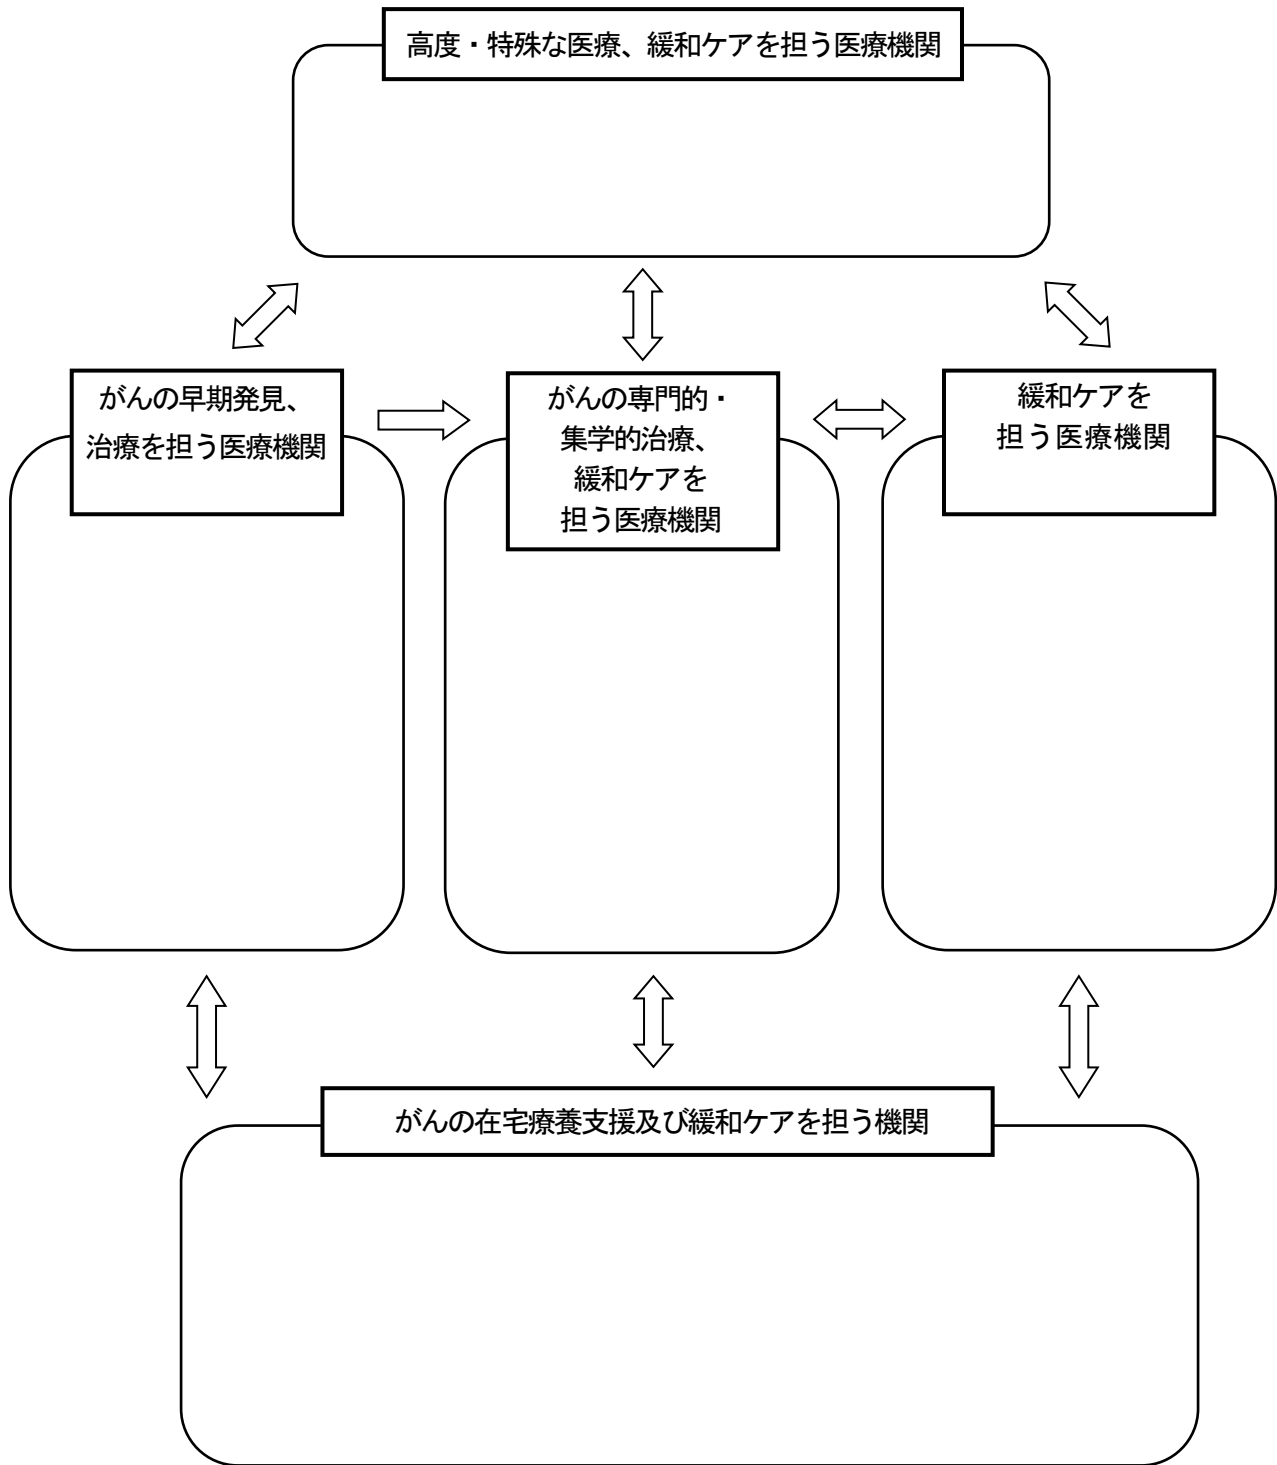 高度・特殊な医療、緩和ケアを担う医療機関
がんの早期発見、
治療を担う医療機関
がんの専門的・
集学的治療、
緩和ケアを
担う医療機関
緩和ケアを
担う医療機関
がんの在宅療養支援及び緩和ケアを担う機関